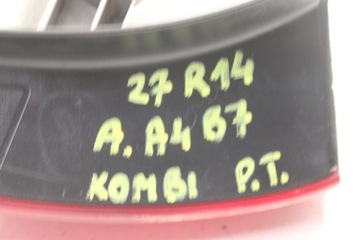 27 R14
A. A4 B7
KOMBI P.T.